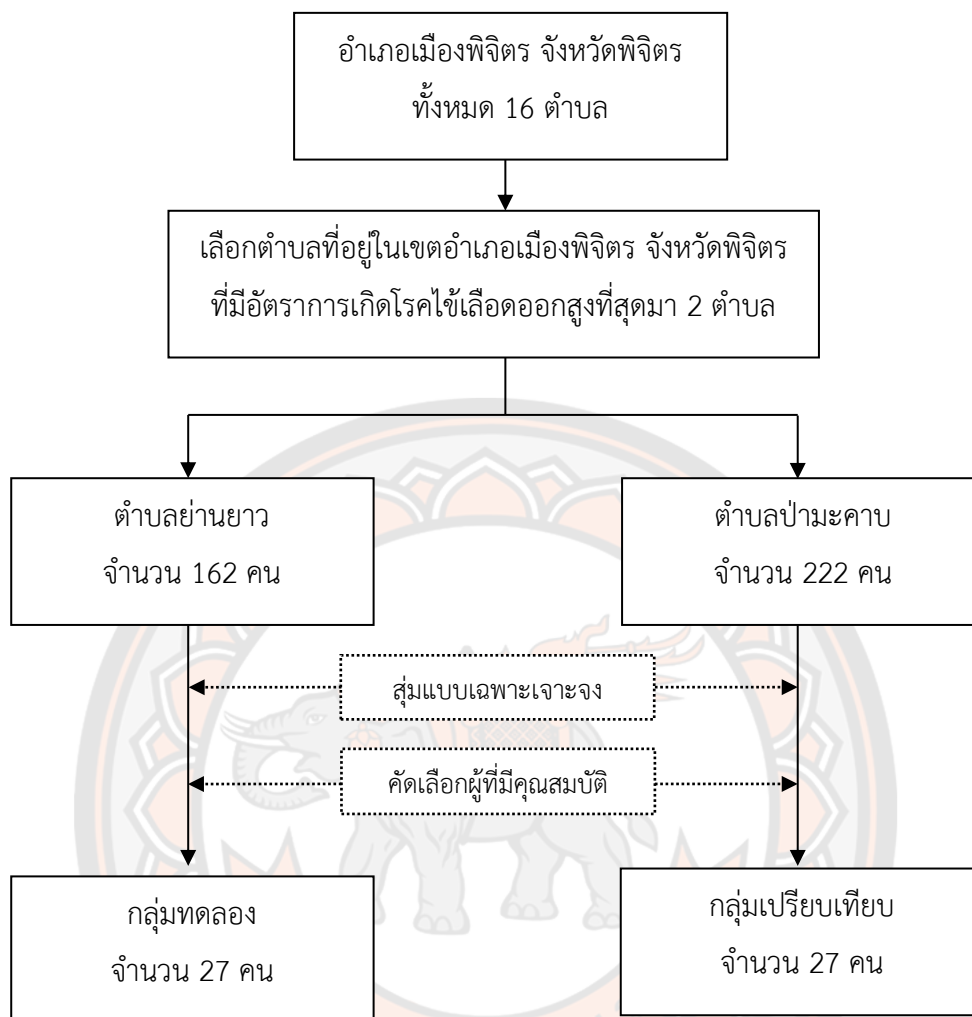 อำเภอเมืองพิจิตร จังหวัดพิจิตร
ทั้งหมด 16 ตำบล
เลือกตำบลที่อยู่ในเขตอำเภอเมืองพิจิตร จังหวัดพิจิตร
ที่มีอัตราการเกิดโรคไข้เลือดออกสูงที่สุดมา 2 ตำบล
ตำบลย่านยาว
จำนวน 162 คน
ตำบลป่ามะคาบ
จำนวน 222 คน
สุ่มแบบเฉพาะเจาะจง
คัดเลือกผู้ที่มีคุณสมบัติ
กลุ่มทดลอง
จำนวน 27 คน
กลุ่มเปรียบเทียบ
จำนวน 27 คน